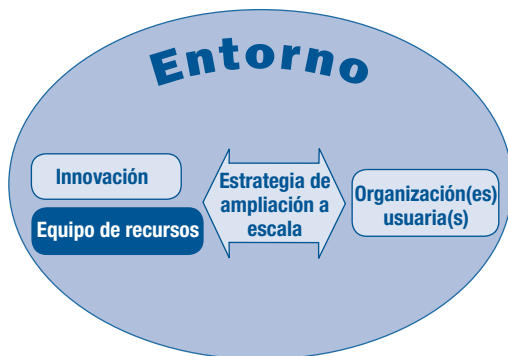 Entorno
Innovación
Equipo de recursos
Estrategia de
ampliación a
escala
Organización(es)
usuaria(s)